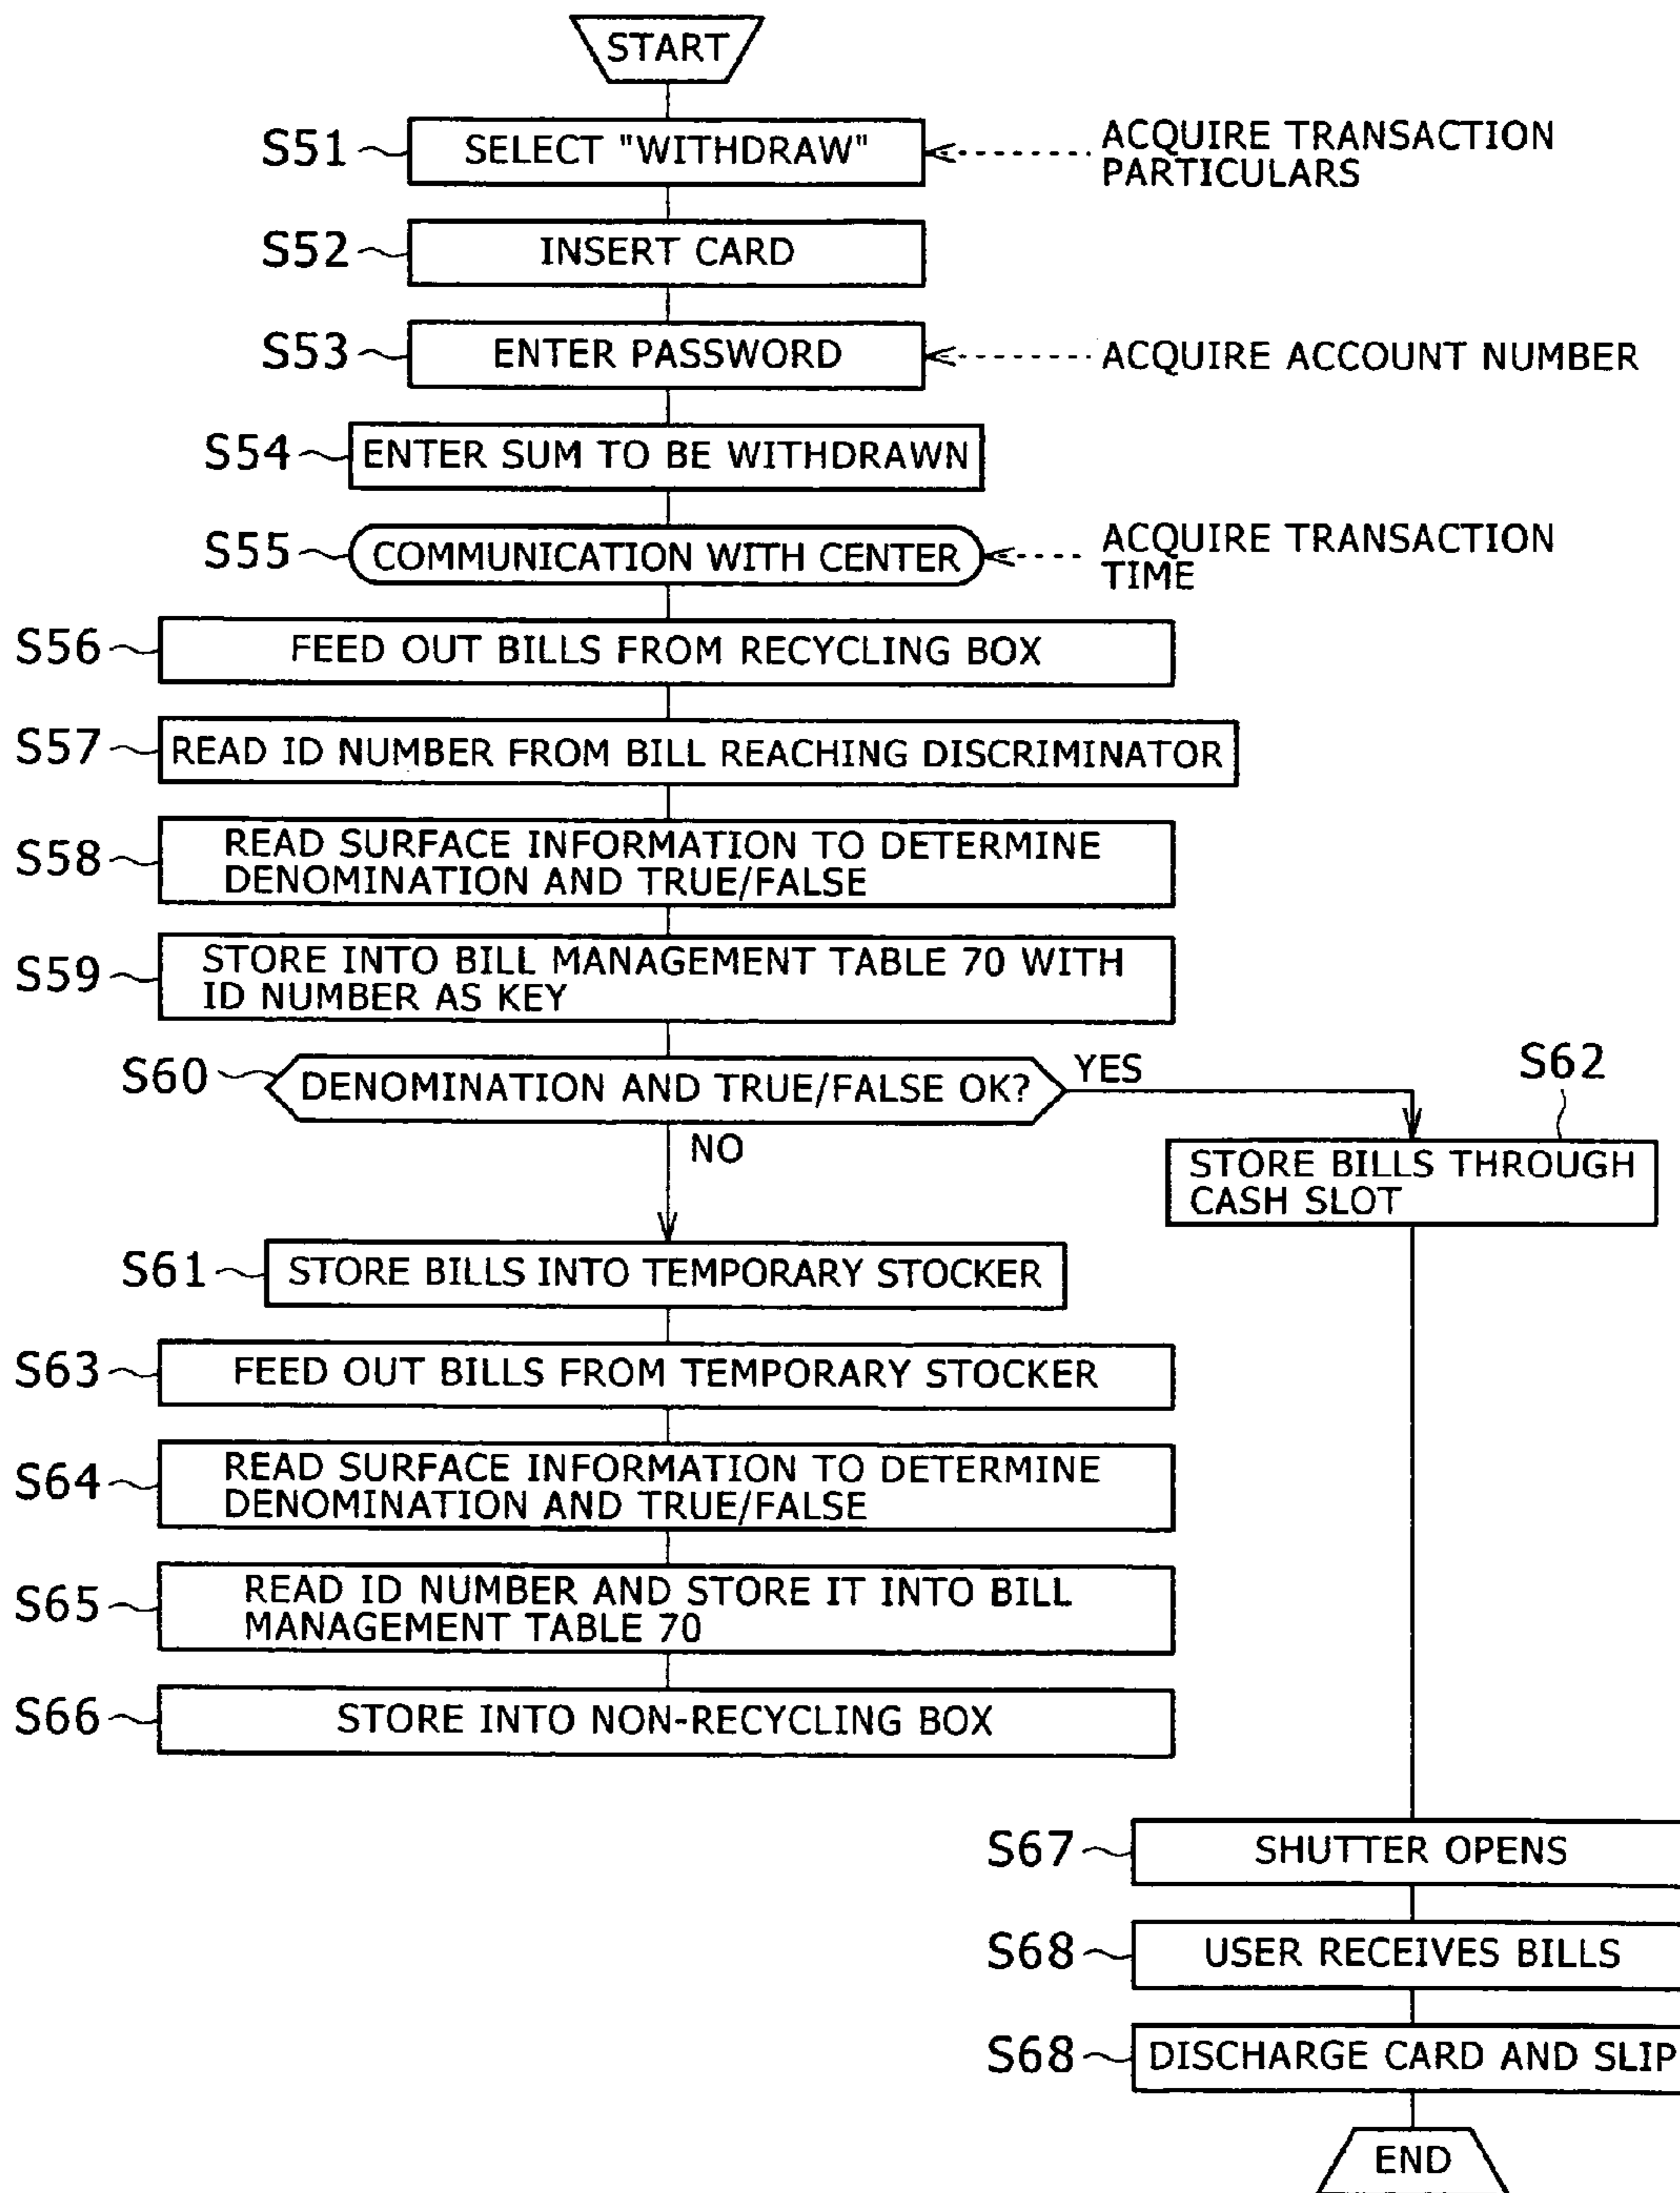 START
S51
SELECT "WITHDRAW"
ACQUIRE TRANSACTION
PARTICULARS
S52
INSERT CARD
S53
ENTER PASSWORD
ACQUIRE ACCOUNT NUMBER
S54
ENTER SUM TO BE WITHDRAWN
S55
COMMUNICATION WITH CENTER
ACQUIRE TRANSACTION
TIME
S56
FEED OUT BILLS FROM RECYCLING BOX
S57
READ ID NUMBER FROM BILL REACHING DISCRIMINATOR
S58
READ SURFACE INFORMATION TO DETERMINE
DENOMINATION AND TRUE/FALSE
S59
STORE INTO BILL MANAGEMENT TABLE 70 WITH
ID NUMBER AS KEY
S60
DENOMINATION AND TRUE/FALSE OK?
YES
NO
S62
STORE BILLS THROUGH
CASH SLOT
S61
STORE BILLS INTO TEMPORARY STOCKER
S63
FEED OUT BILLS FROM TEMPORARY STOCKER
S64
READ SURFACE INFORMATION TO DETERMINE
DENOMINATION AND TRUE/FALSE
S65
READ ID NUMBER AND STORE IT INTO BILL
MANAGEMENT TABLE 70
S66
STORE INTO NON-RECYCLING BOX
S67
SHUTTER OPENS
S68
USER RECEIVES BILLS
S68
DISCHARGE CARD AND SLIP
END